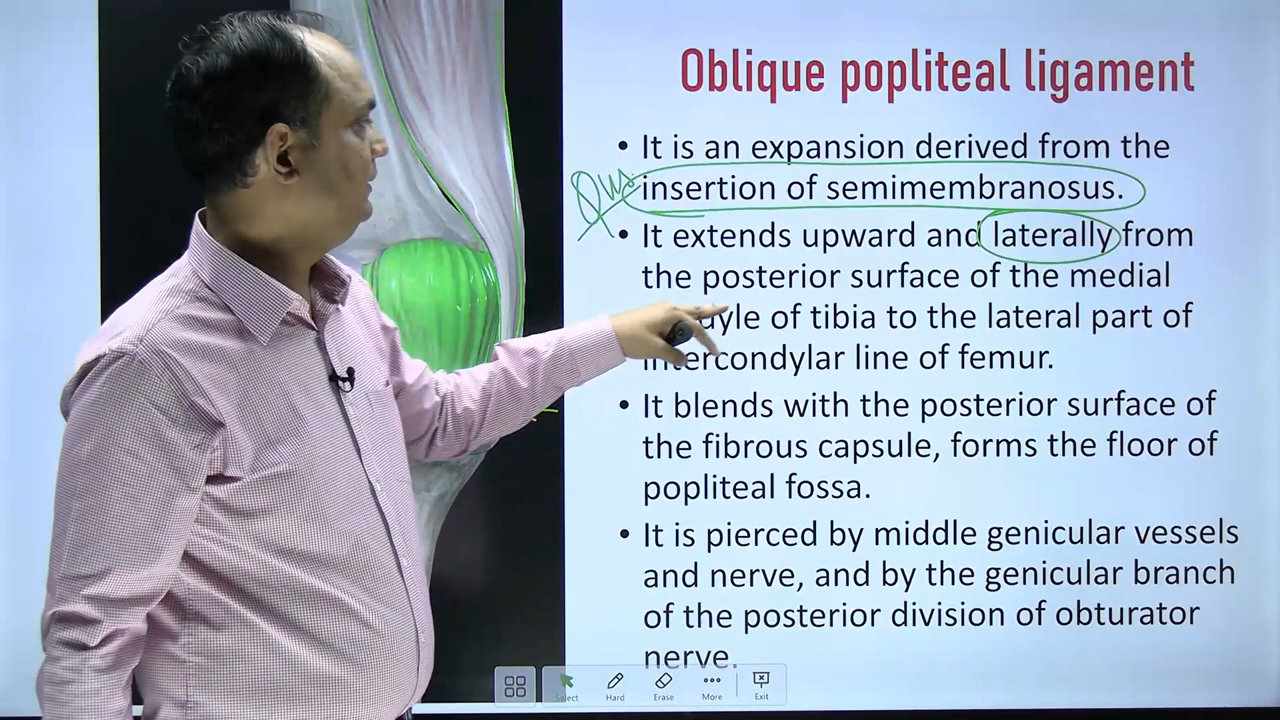 Oblique popliteal ligament
• It is an expansion derived from the
Qus insertion of semimembranosus.
• It extends upward and laterally from
the posterior surface of the medial
dyle of tibia to the lateral part of
intercondylar line of femur.
• It blends with the posterior surface of
the fibrous capsule, forms the floor of
popliteal fossa.
• It is pierced by middle genicular vessels
and nerve, and by the genicular branch
of the posterior division of obturator
nerve.
Select Hard Erase More Exit